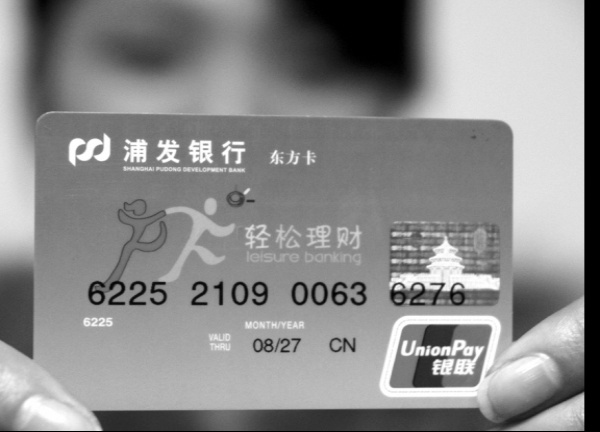 浦发银行 东方卡
SHANGHAI PUDONG DEVELOPMENT BANK
轻松理财
leisure banking
6225 2109 0063 6276
6225
MONTH/YEAR
VALID
THRU
08/27 CN
UnionPay
银联